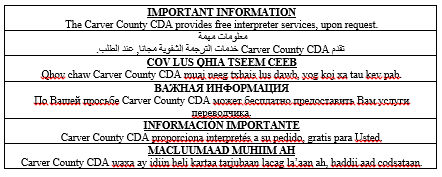 IMPORTANT INFORMATION
The Carver County CDA provides free interpreter services, upon request.
معلومات مهمة
تقدم Carver County CDA خدمات الترجمة الشفوية مجانا, عند الطلب.
COV LUS QHIA TSEEM CEEB
Qhov chaw Carver County CDA muaj neeg txhais lus dawb, yog koj xa tau kev pab.
ВАЖНАЯ ИНФОРМАЦИЯ
По Вашей просьбе Carver County CDA может бесплатно предоставить Вам услуги
переводчика.
INFORMACION IMPORTANTE
Carver County CDA proporciona interpretés a su pedido, gratis para Usted.
MACLUUMAAD MUHIIM AH
Carver County CDA waxa ay idiin heli kartaa tarjubaan lacag la’aan ah, haddii aad codsataan.